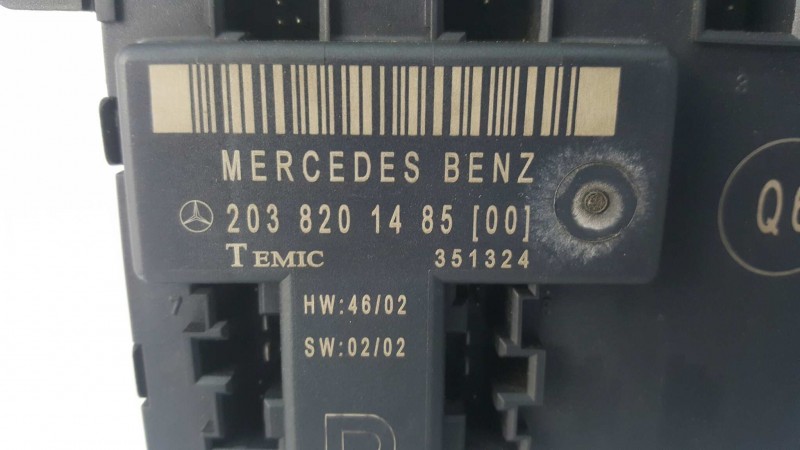 MERCEDES BENZ
203 820 14 85 [00]
TEMIC 351324
HW:46/02
SW:02/02